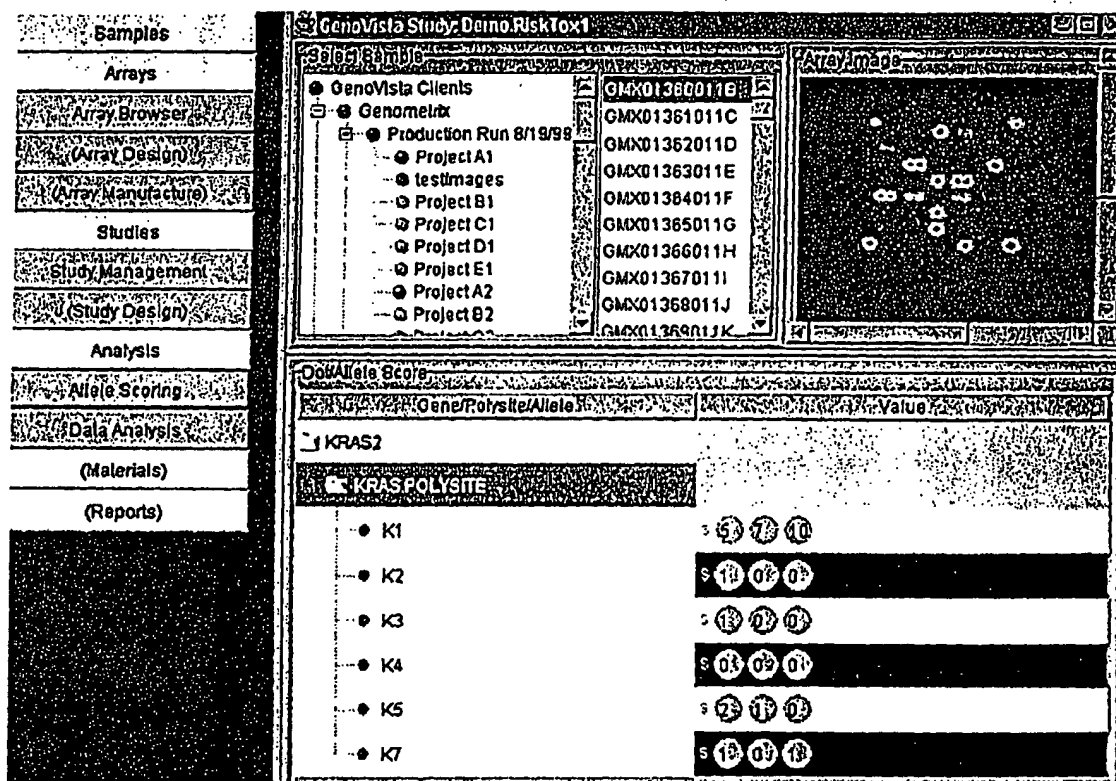 Samples
Arrays
Array Browser
(Array Design)
(Array Manufacture)
Studies
Study Management
(Study Design)
Analysis
Allele Scoring
Data Analysis
(Materials)
(Reports)
GenoVista Study: Demo.RiskTox1
Select Sample
GenoVista Clients
Genometrix
Production Run 8/19/98
Project A1
testimages
Project B1
Project C1
Project D1
Project E1
Project A2
Project B2
GMX01360011B
GMX01361011C
GMX01362011D
GMX01363011E
GMX01364011F
GMX01365011G
GMX01366011H
GMX01367011I
GMX01368011J
GMX01369011K
Array Image
Dot/Allele Score
Gene/Polysite/Allele
Value
KRAS2
KRAS POLYSITE
K1
S
K2
S
K3
S
K4
S
K5
S
K7
S